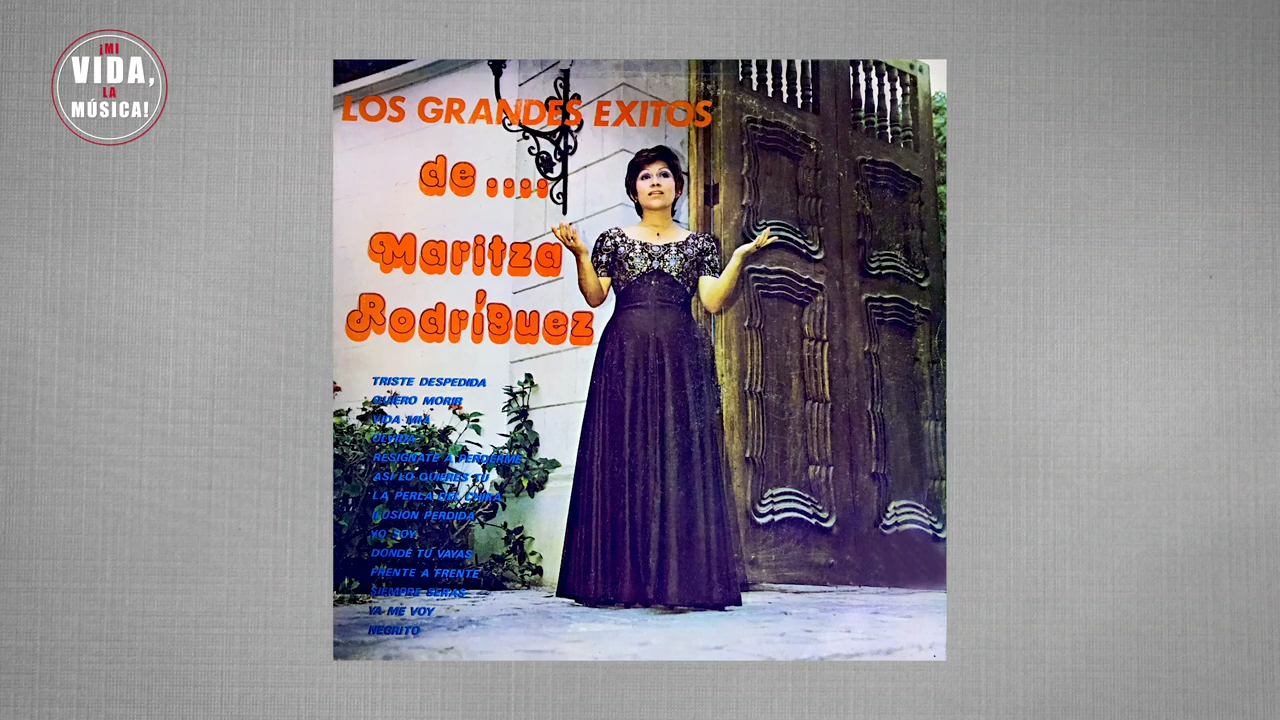 ¡MI
VIDA,
LA
MÚSICA!
LOS GRANDES EXITOS
de ....
Maritza
Rodríguez
TRISTE DESPEDIDA
QUIERO MORIR
VIDA MIA
OLVIDA
RESIGNATE A PERDERME
ASI LO QUIERES TU
LA PERLA DEL CHIRA
ILUSION PERDIDA
YO SOY
DONDE TU VAYAS
FRENTE A FRENTE
SIEMPRE SERAS
YA ME VOY
NEGRITO